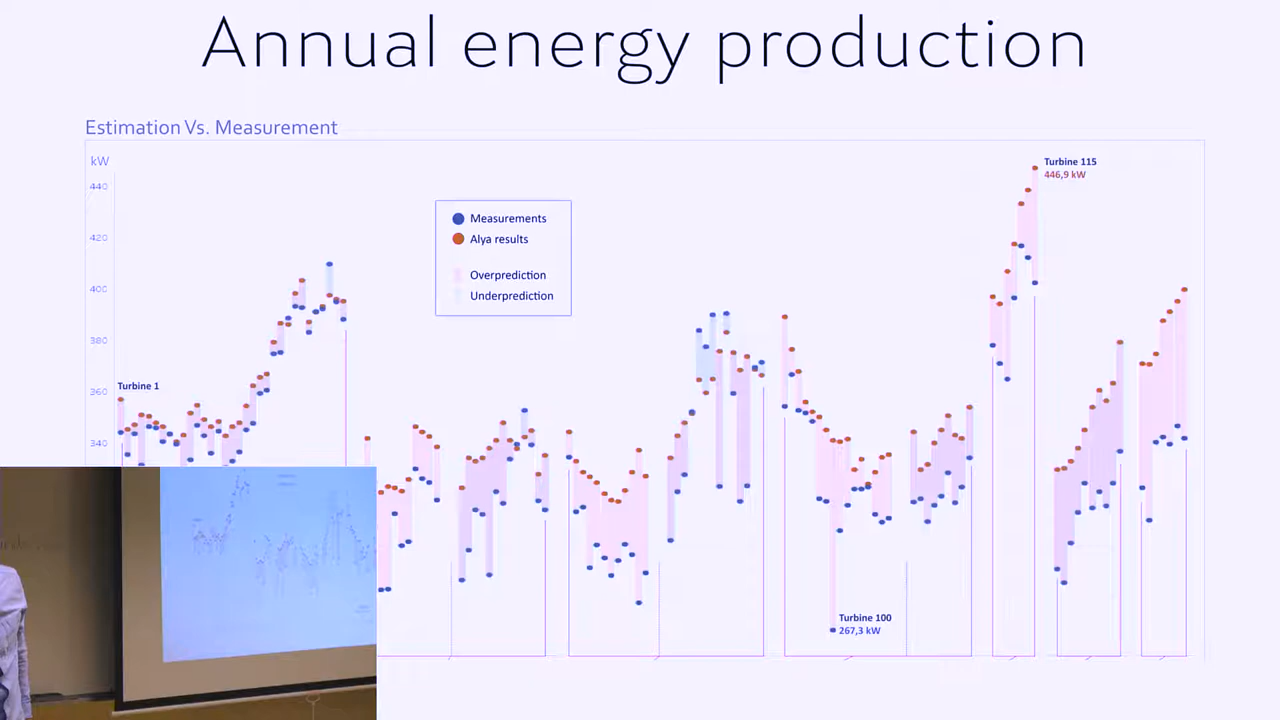 Annual energy production
Estimation Vs. Measurement
kW
440
420
400
380
360
340
Measurements
Alya results
Overprediction
Underprediction
Turbine 1
Turbine 115
446,9 kW
Turbine 100
267,3 kW